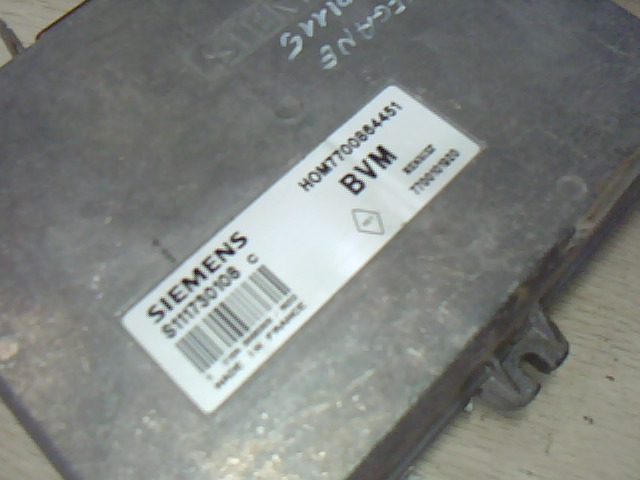 MEGANE
SIEMENS
S111730108 C
MADE IN FRANCE
HOM7700864451
BVM
RENAULT
7700101920